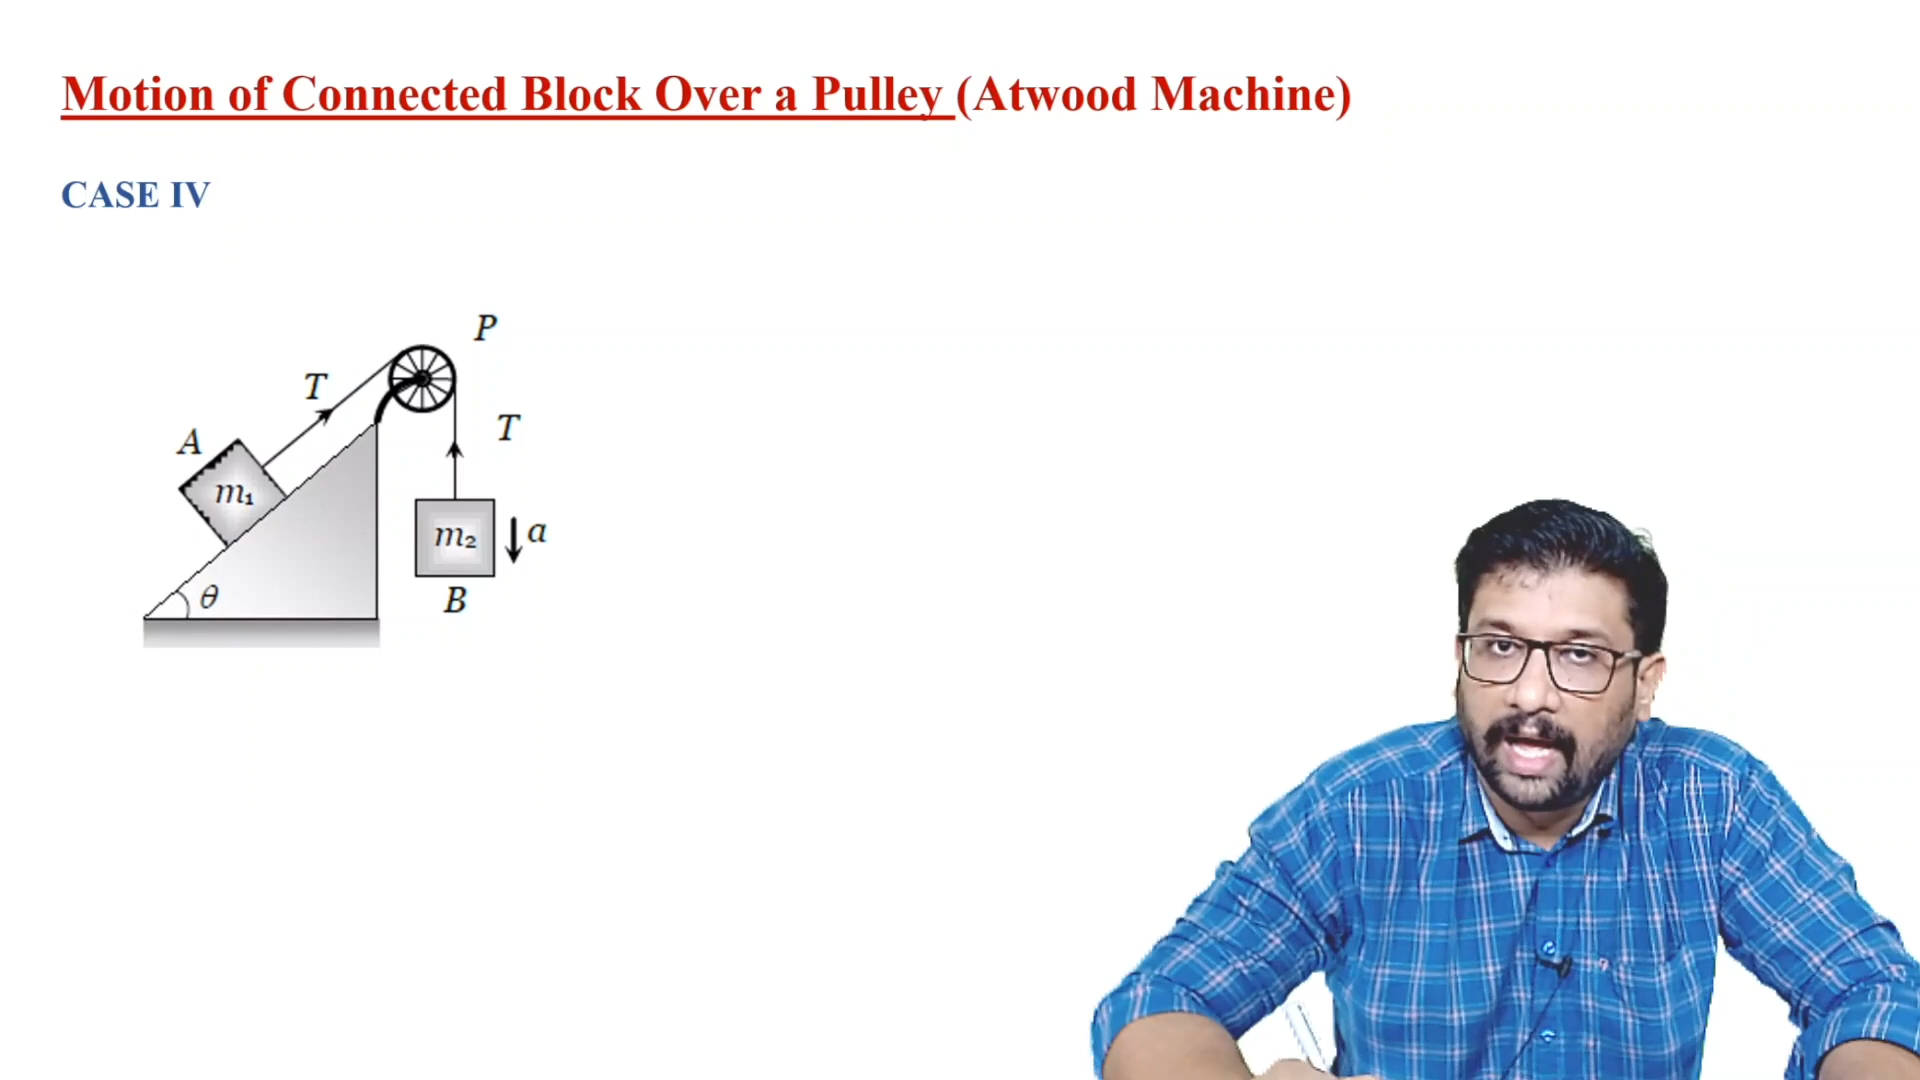 Motion of Connected Block Over a Pulley (Atwood Machine)
CASE IV
P
T
T
A
m₁
m₂
a
θ
B